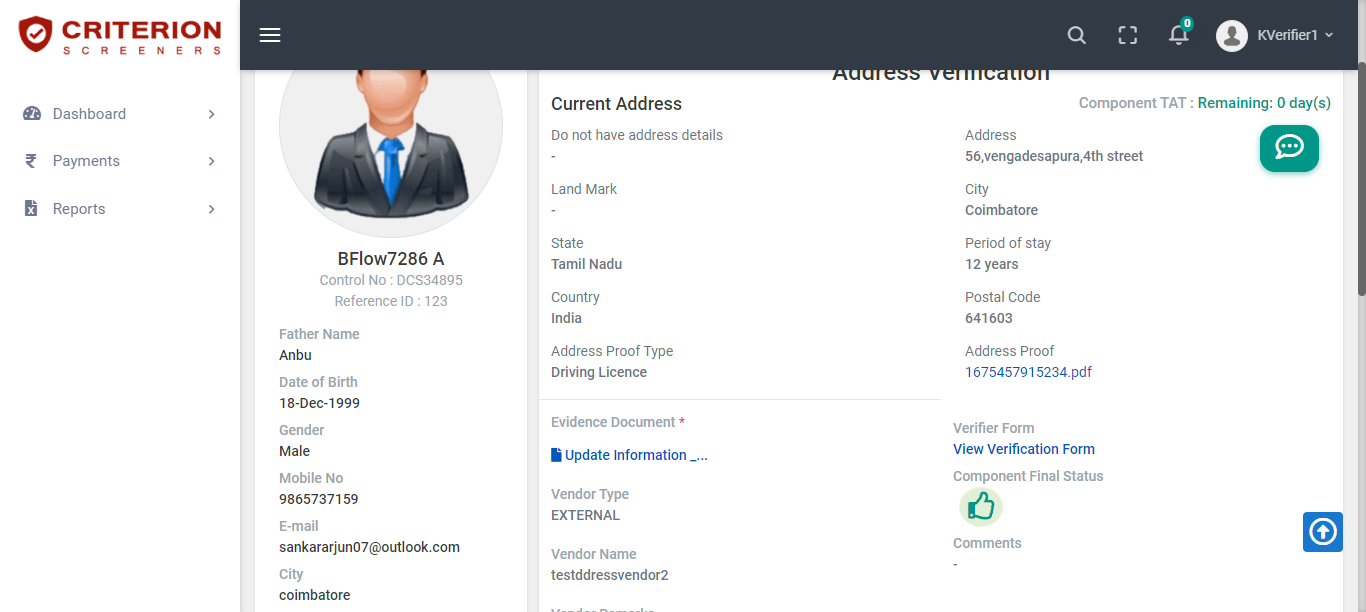 CRITERION
SCREENERS
0
KVerifier1
Dashboard
Payments
Reports
BFlow7286 A
Control No : DCS34895
Reference ID : 123
Father Name
Anbu
Date of Birth
18-Dec-1999
Gender
Male
Mobile No
9865737159
E-mail
sankararjun07@outlook.com
City
coimbatore
Address Verification
Current Address
Component TAT : Remaining: 0 day(s)
Do not have address details
-
Address
56,vengadesapura,4th street
Land Mark
-
City
Coimbatore
State
Tamil Nadu
Period of stay
12 years
Country
India
Postal Code
641603
Address Proof Type
Driving Licence
Address Proof
1675457915234.pdf
Evidence Document *
Update Information _...
Vendor Type
EXTERNAL
Vendor Name
testddressvendor2
Vendor Remarks
Verifier Form
View Verification Form
Component Final Status
Comments
-